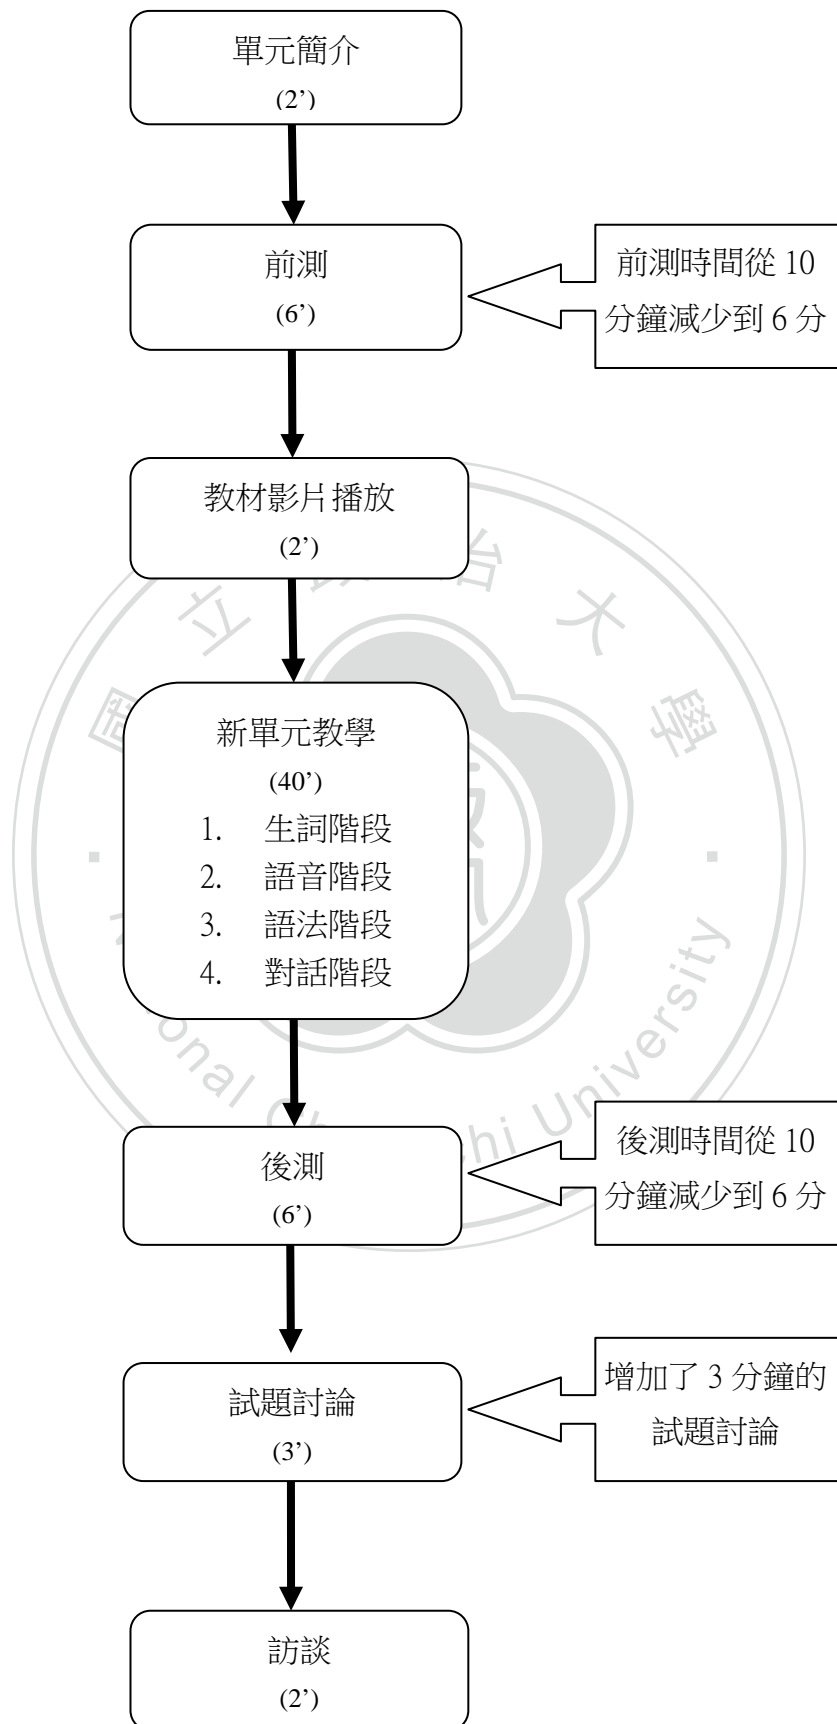 單元簡介
(2’)
前測
(6’)
前測時間從 10
分鐘減少到 6 分
教材影片播放
(2’)
新單元教學
(40’)
1. 生詞階段
2. 語音階段
3. 語法階段
4. 對話階段
後測
(6’)
後測時間從 10
分鐘減少到 6 分
試題討論
(3’)
增加了 3 分鐘的
試題討論
訪談
(2’)
立
大
學
University